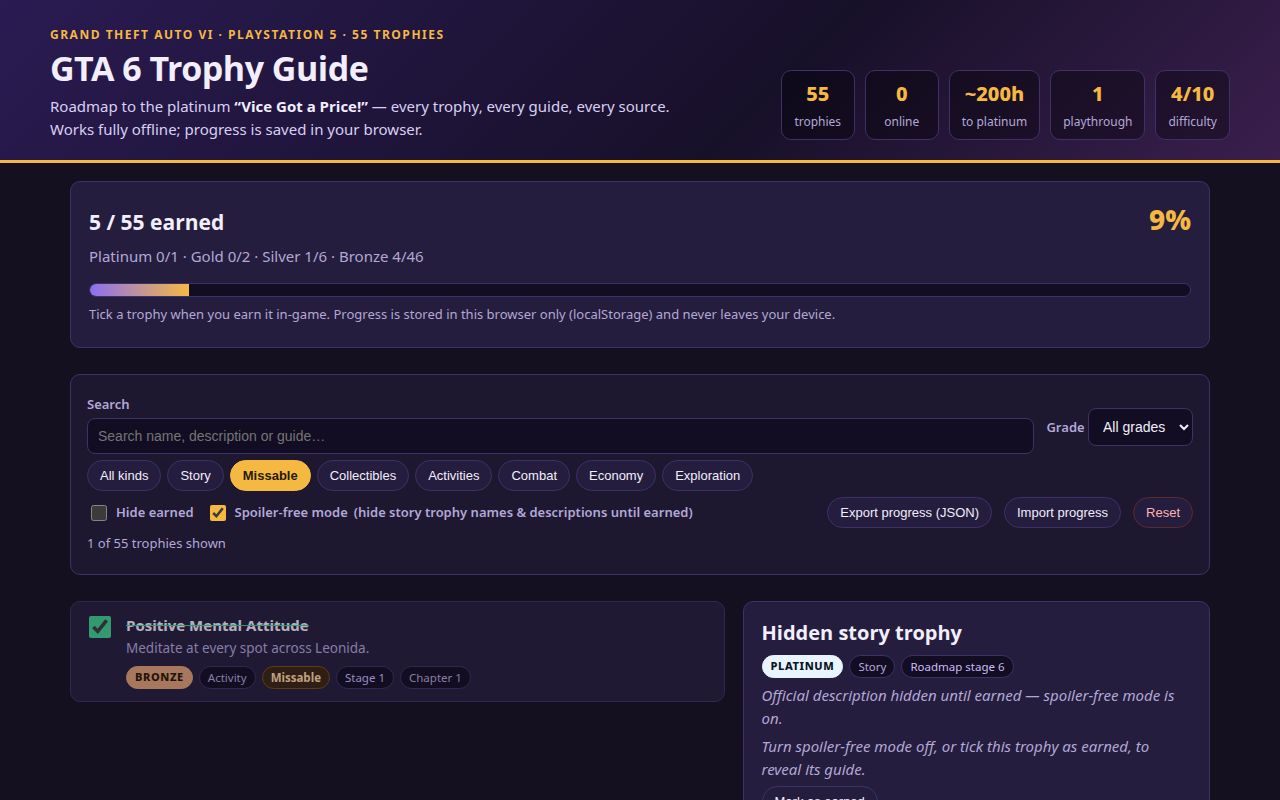 GRAND THEFT AUTO VI · PLAYSTATION 5 · 55 TROPHIES
GTA 6 Trophy Guide
Roadmap to the platinum “Vice Got a Price!” — every trophy, every guide, every source.
Works fully offline; progress is saved in your browser.
55
trophies
0
online
~200h
to platinum
1
playthrough
4/10
difficulty
5 / 55 earned
9%
Platinum 0/1 · Gold 0/2 · Silver 1/6 · Bronze 4/46
Tick a trophy when you earn it in-game. Progress is stored in this browser only (localStorage) and never leaves your device.
Search
Search name, description or guide…
Grade
All grades
All kinds
Story
Missable
Collectibles
Activities
Combat
Economy
Exploration
Hide earned
Spoiler-free mode (hide story trophy names & descriptions until earned)
Export progress (JSON)
Import progress
Reset
1 of 55 trophies shown
Positive Mental Attitude
Meditate at every spot across Leonida.
BRONZE
Activity
Missable
Stage 1
Chapter 1
Hidden story trophy
PLATINUM
Story
Roadmap stage 6
Official description hidden until earned — spoiler-free mode is
on.
Turn spoiler-free mode off, or tick this trophy as earned, to
reveal its guide.
Mark as earned